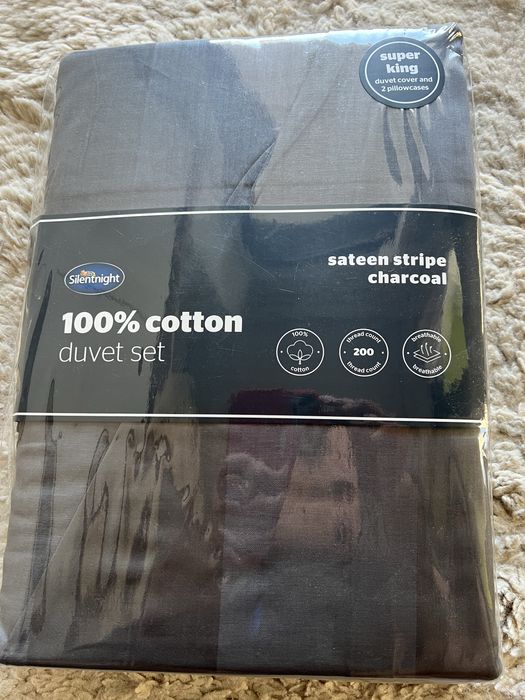 super
king
duvet cover and
2 pillowcases
sateen stripe
charcoal
Silentnight
100% cotton
duvet set
100%
cotton
thread count
200
thread count
breathable
breathable